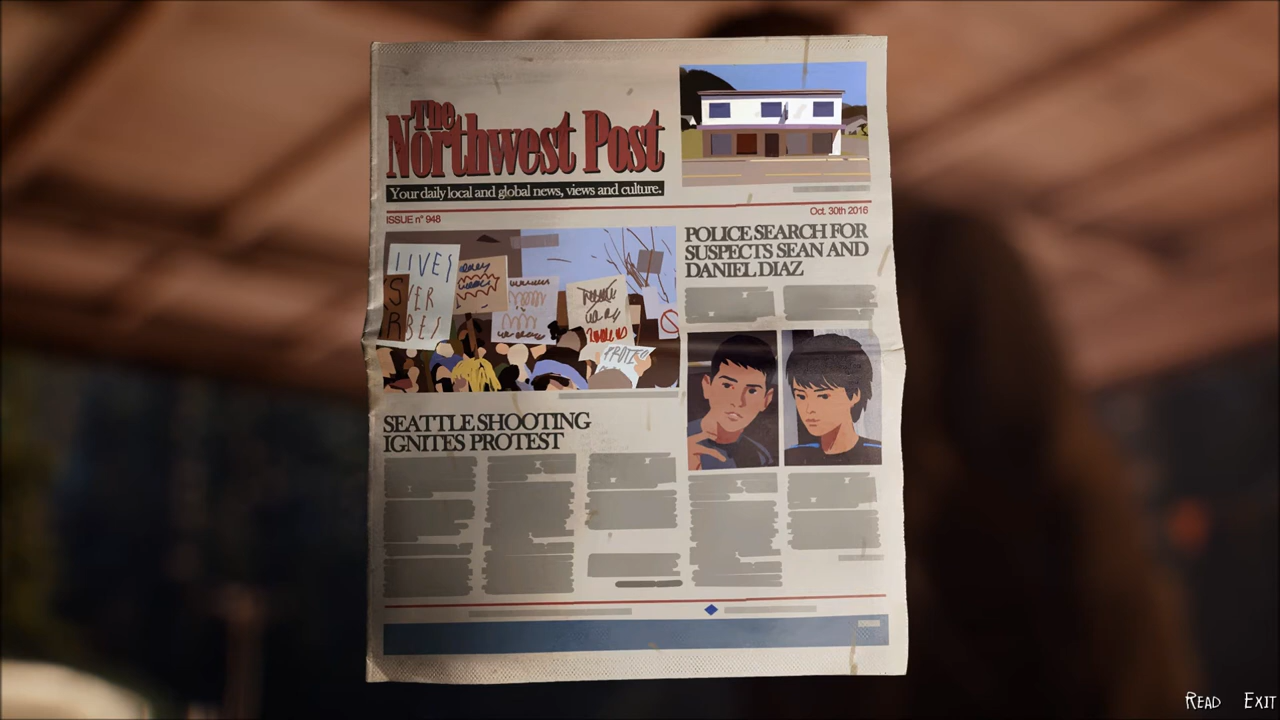 The
Northwest Post
Your daily local and global news, views and culture.
ISSUE n° 948
Oct. 30th 2016
LIVES
PROTE
POLICE SEARCH FOR
SUSPECTS SEAN AND
DANIEL DIAZ
SEATTLE SHOOTING
IGNITES PROTEST
READ EXIT